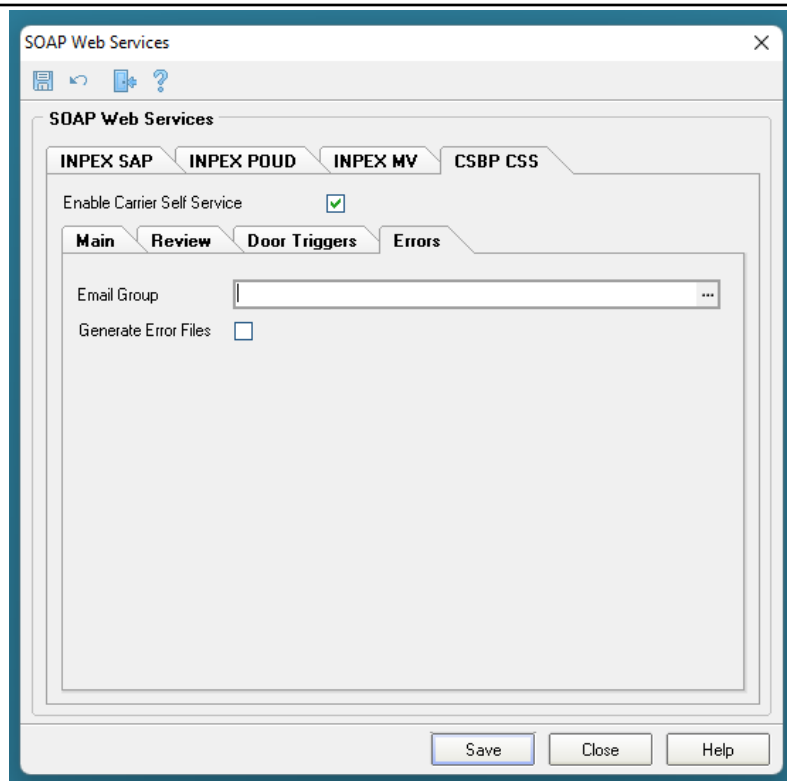 SOAP Web Services
SOAP Web Services
INPEX SAP INPEX POUD INPEX MV CSBP CSS
Enable Carrier Self Service
Main Review Door Triggers Errors
Email Group ...
Generate Error Files
Save Close Help